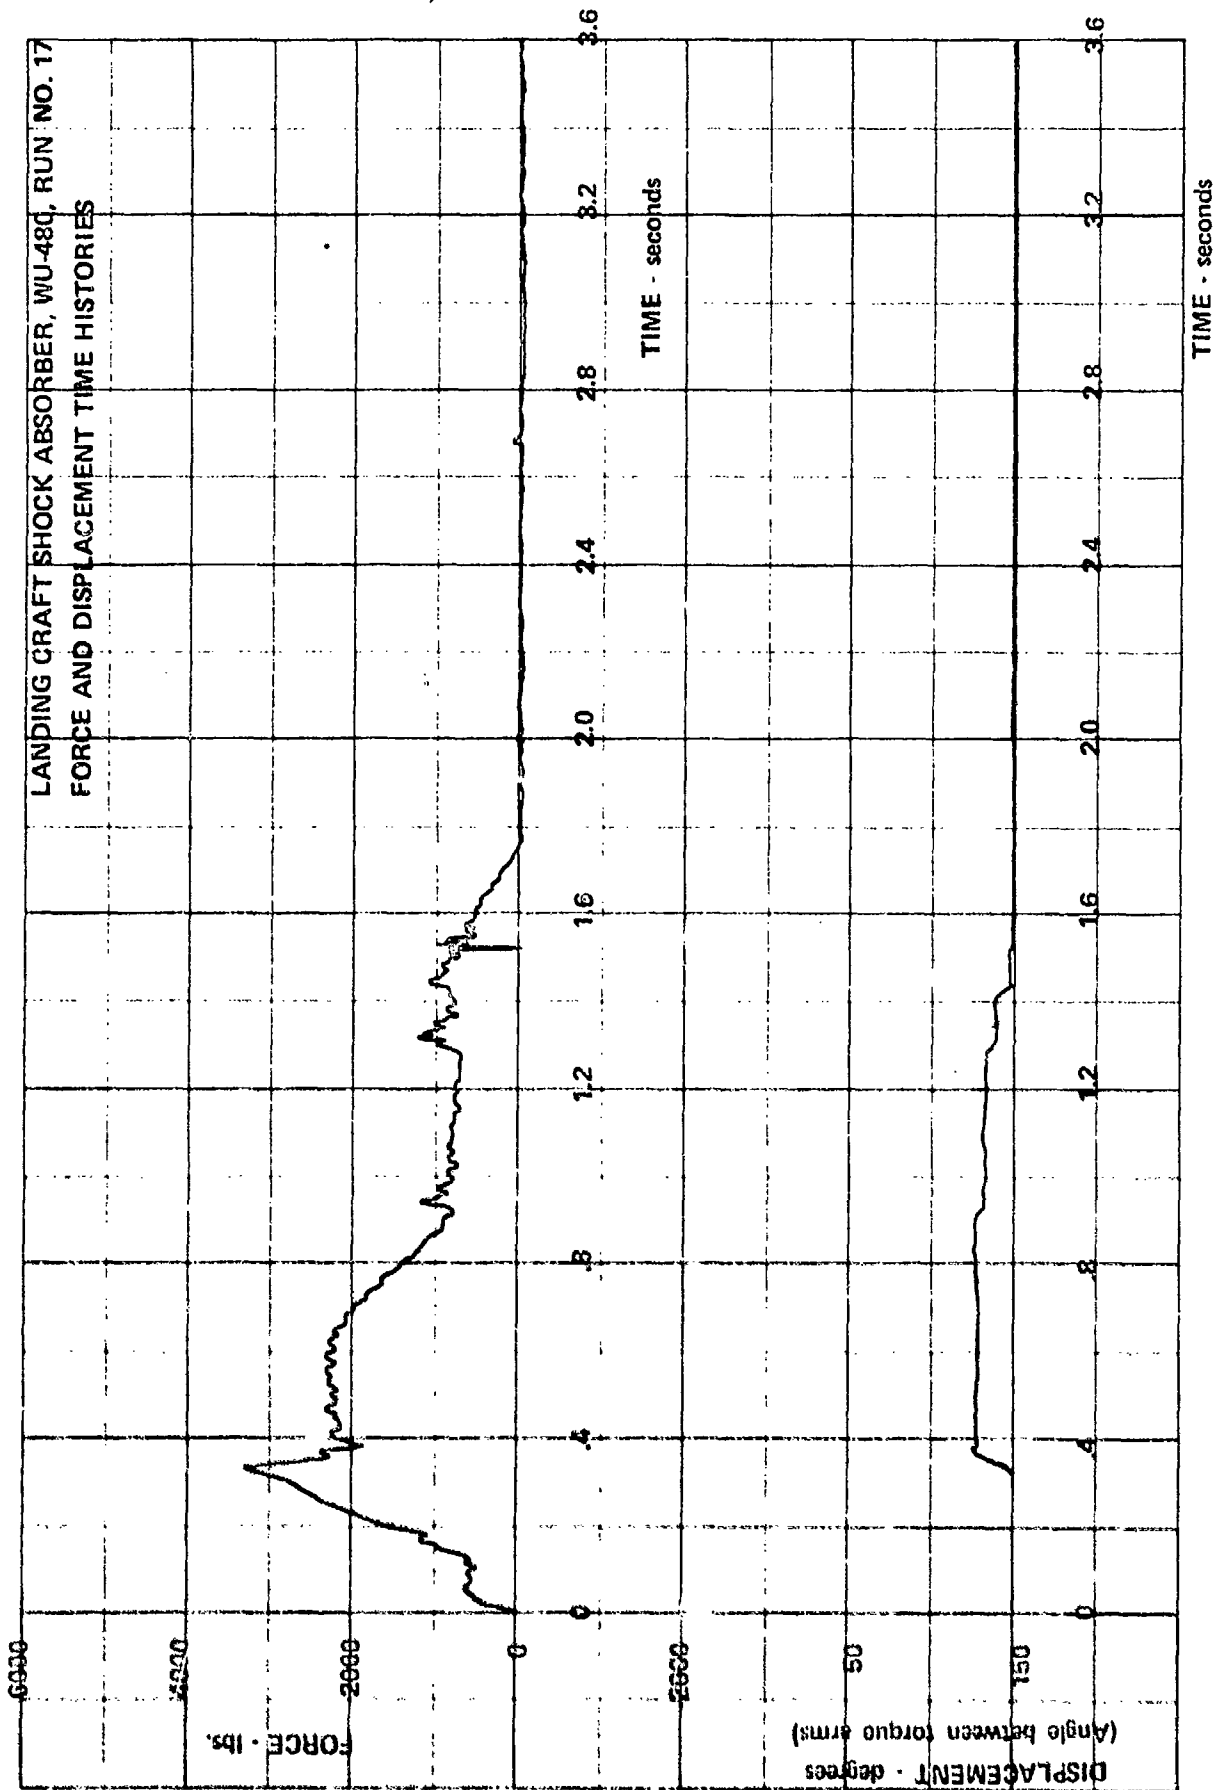 LANDING CRAFT SHOCK ABSORBER, WU-480, RUN NO. 17
FORCE AND DISPLACEMENT TIME HISTORIES
FORCE - lbs.
6000
4000
2000
0
2000
0 .4 .8 1.2 1.6 2.0 2.4 2.8 3.2 3.6
TIME - seconds
DISPLACEMENT - degrees
(Angle between torque arms)
50
150
0 .4 .8 1.2 1.6 2.0 2.4 2.8 3.2 3.6
TIME - seconds